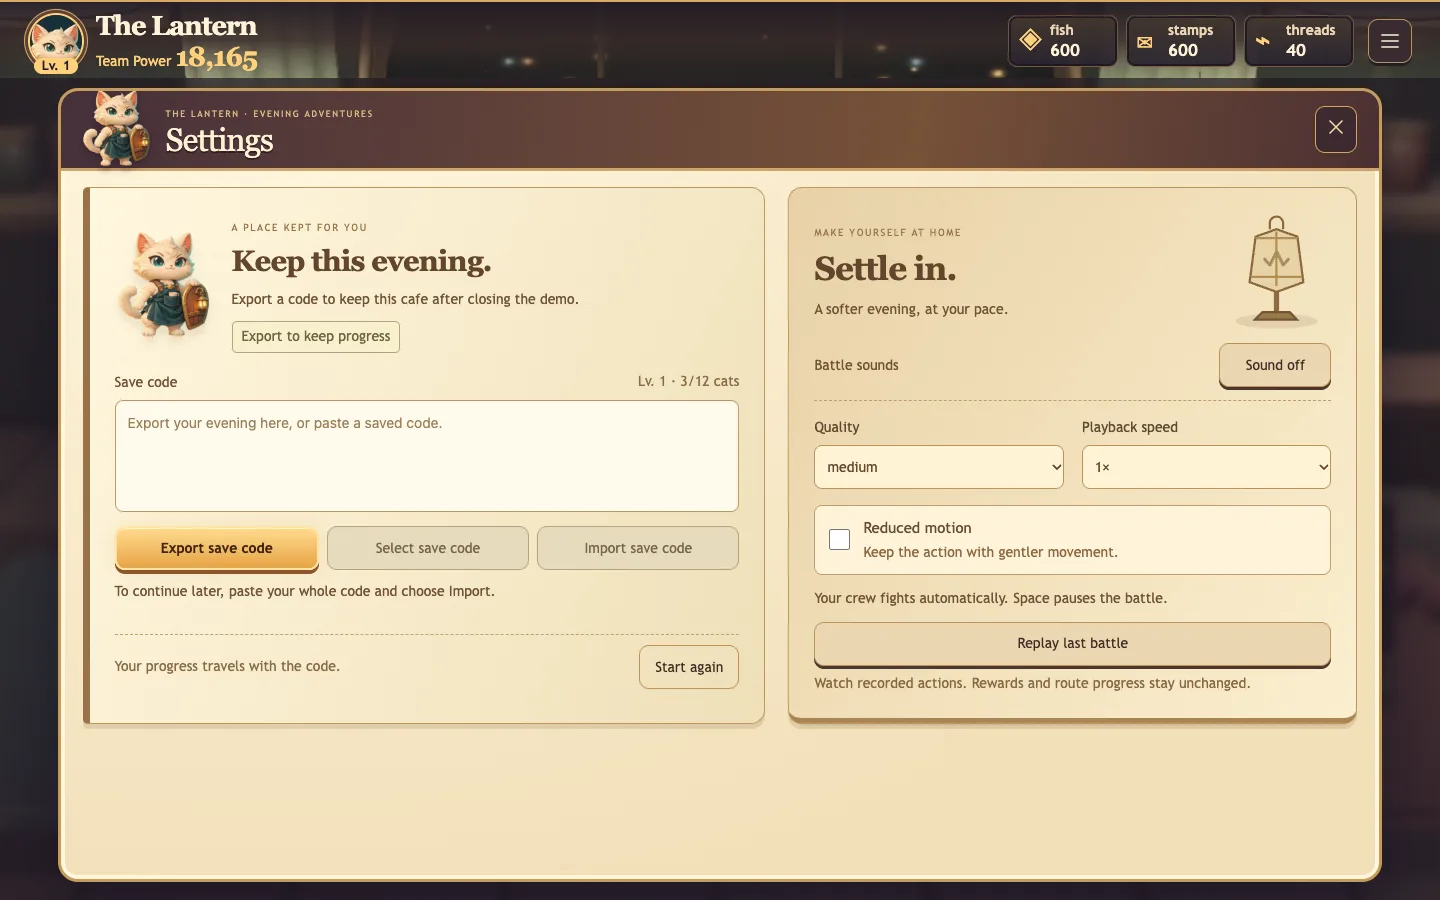 The Lantern
Lv. 1
Team Power 18,165
fish
600
stamps
600
threads
40
THE LANTERN · EVENING ADVENTURES
Settings
A PLACE KEPT FOR YOU
Keep this evening.
Export a code to keep this cafe after closing the demo.
Export to keep progress
Save code
Lv. 1 · 3/12 cats
Export your evening here, or paste a saved code.
Export save code
Select save code
Import save code
To continue later, paste your whole code and choose Import.
Your progress travels with the code.
Start again
MAKE YOURSELF AT HOME
Settle in.
A softer evening, at your pace.
Battle sounds
Sound off
Quality
Playback speed
medium
1×
Reduced motion
Keep the action with gentler movement.
Your crew fights automatically. Space pauses the battle.
Replay last battle
Watch recorded actions. Rewards and route progress stay unchanged.